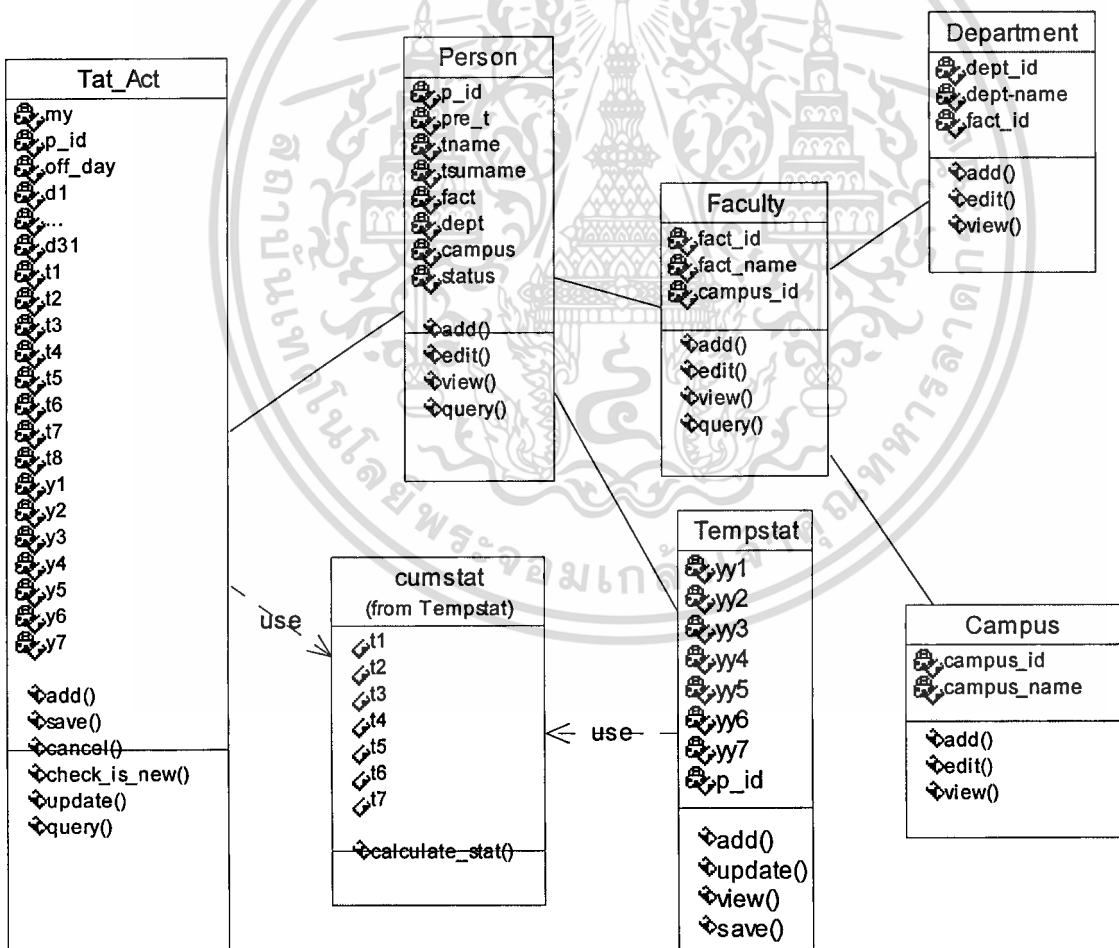 Tat_Act
my
p_id
off_day
d1
...
d31
t1
t2
t3
t4
t5
t6
t7
t8
y1
y2
y3
y4
y5
y6
y7
add()
save()
cancel()
check_is_new()
update()
query()
Person
p_id
pre_t
tname
tsurname
fact
dept
campus
status
add()
edit()
view()
query()
Faculty
fact_id
fact_name
campus_id
add()
edit()
view()
query()
Department
dept_id
dept-name
fact_id
add()
edit()
view()
use
cumstat
(from Tempstat)
t1
t2
t3
t4
t5
t6
t7
calculate_stat()
use
Tempstat
yy1
yy2
yy3
yy4
yy5
yy6
yy7
p_id
add()
update()
view()
save()
Campus
campus_id
campus_name
add()
edit()
view()